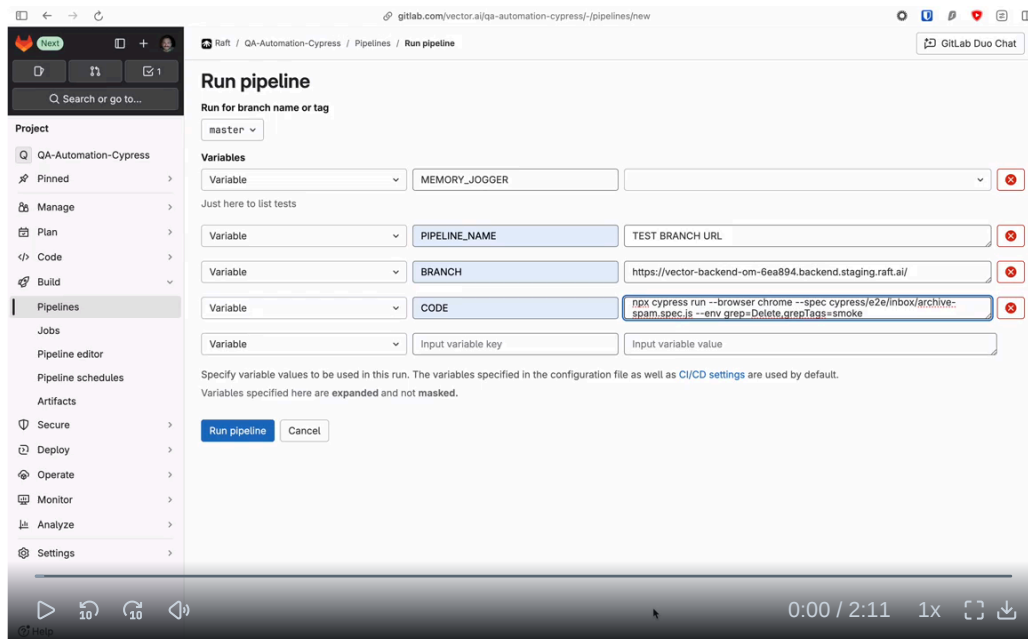 gitlab.com/vector.ai/qa-automation-cypress/-/pipelines/new
Next
1
Search or go to...
Project
Q QA-Automation-Cypress
Pinned
Manage
Plan
Code
Build
Pipelines
Jobs
Pipeline editor
Pipeline schedules
Artifacts
Secure
Deploy
Operate
Monitor
Analyze
Settings
Help
Raft / QA-Automation-Cypress / Pipelines / Run pipeline
GitLab Duo Chat
Run pipeline
Run for branch name or tag
master
Variables
Variable MEMORY_JOGGER
Just here to list tests
Variable PIPELINE_NAME TEST BRANCH URL
Variable BRANCH https://vector-backend-om-6ea894.backend.staging.raft.ai/
Variable CODE npx cypress run --browser chrome --spec cypress/e2e/inbox/archive-
spam.spec.js --env grep=Delete,grepTags=smoke
Variable Input variable key Input variable value
Specify variable values to be used in this run. The variables specified in the configuration file as well as CI/CD settings are used by default.
Variables specified here are expanded and not masked.
Run pipeline Cancel
10 10 0:00 / 2:11 1x